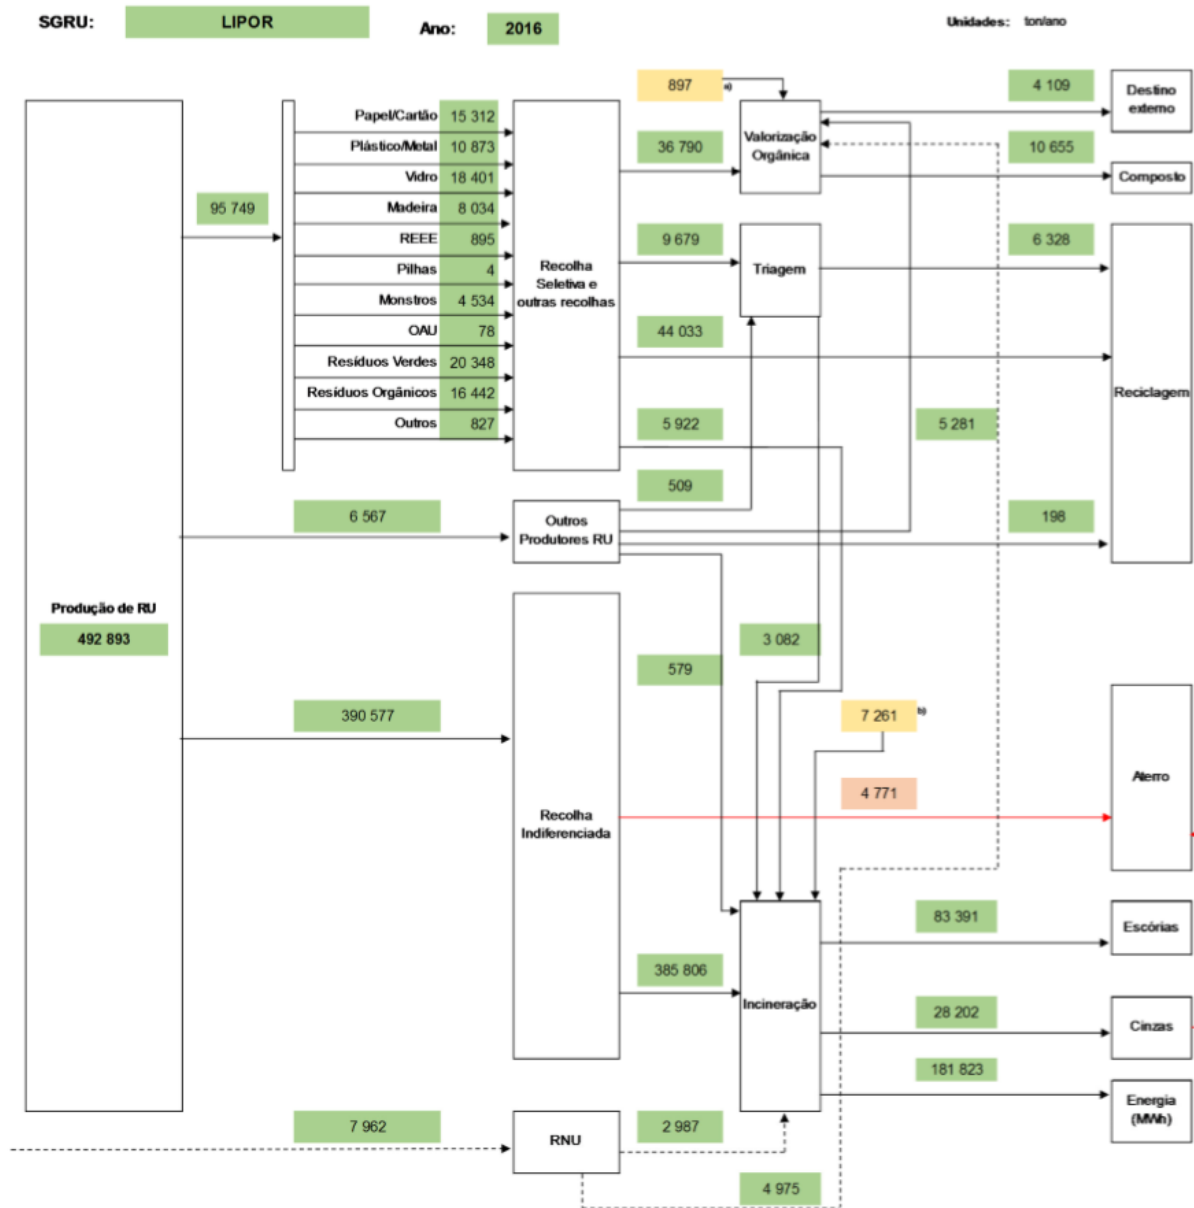 SGRU: LIPOR Ano: 2016 Unidades: ton/ano
897 a)
4 109
Destino
externo
Papel/Cartão 15 312
Plástico/Metal 10 873
Vidro 18 401
Madeira 8 034
REEE 895
Pilhas 4
Monstros 4 534
OAU 78
Resíduos Verdes 20 348
Resíduos Orgânicos 16 442
Outros 827
95 749
Recolha
Seletiva e
outras recolhas
36 790
Valorização
Orgânica
10 655
Composto
9 679
Triagem
6 328
44 033
Reciclagem
5 922
5 281
509
6 567
Outros
Produtores RU
198
Produção de RU
492 893
579
3 082
390 577
7 261 b)
4 771
Aterro
Recolha
Indiferenciada
83 391
Escórias
385 806
Incineração
28 202
Cinzas
181 823
Energia
(MWh)
7 962
RNU
2 987
4 975